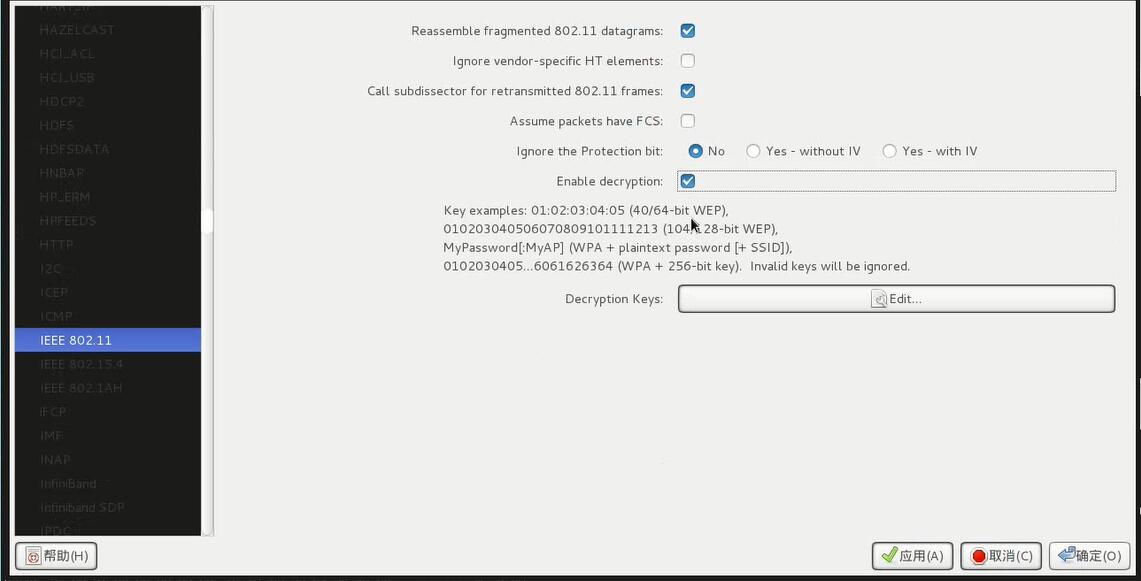 HAZELCAST
HCI_ACL
HCI_USB
HDCP2
HDFS
HDFSDATA
HNBAP
HP_ERM
HPFEEDS
HTTP
I2C
ICEP
ICMP
IEEE 802.11
IEEE 802.15.4
IEEE 802.1AH
iFCP
IMF
INAP
InfiniBand
Infiniband SDP
Reassemble fragmented 802.11 datagrams:
Ignore vendor-specific HT elements:
Call subdissector for retransmitted 802.11 frames:
Assume packets have FCS:
Ignore the Protection bit: No Yes - without IV Yes - with IV
Enable decryption:
Key examples: 01:02:03:04:05 (40/64-bit WEP),
010203040506070809101111213 (104/128-bit WEP),
MyPassword[:MyAP] (WPA + plaintext password [+ SSID]),
0102030405...6061626364 (WPA + 256-bit key). Invalid keys will be ignored.
Decryption Keys: Edit...
帮助(H) 应用(A) 取消(C) 确定(O)